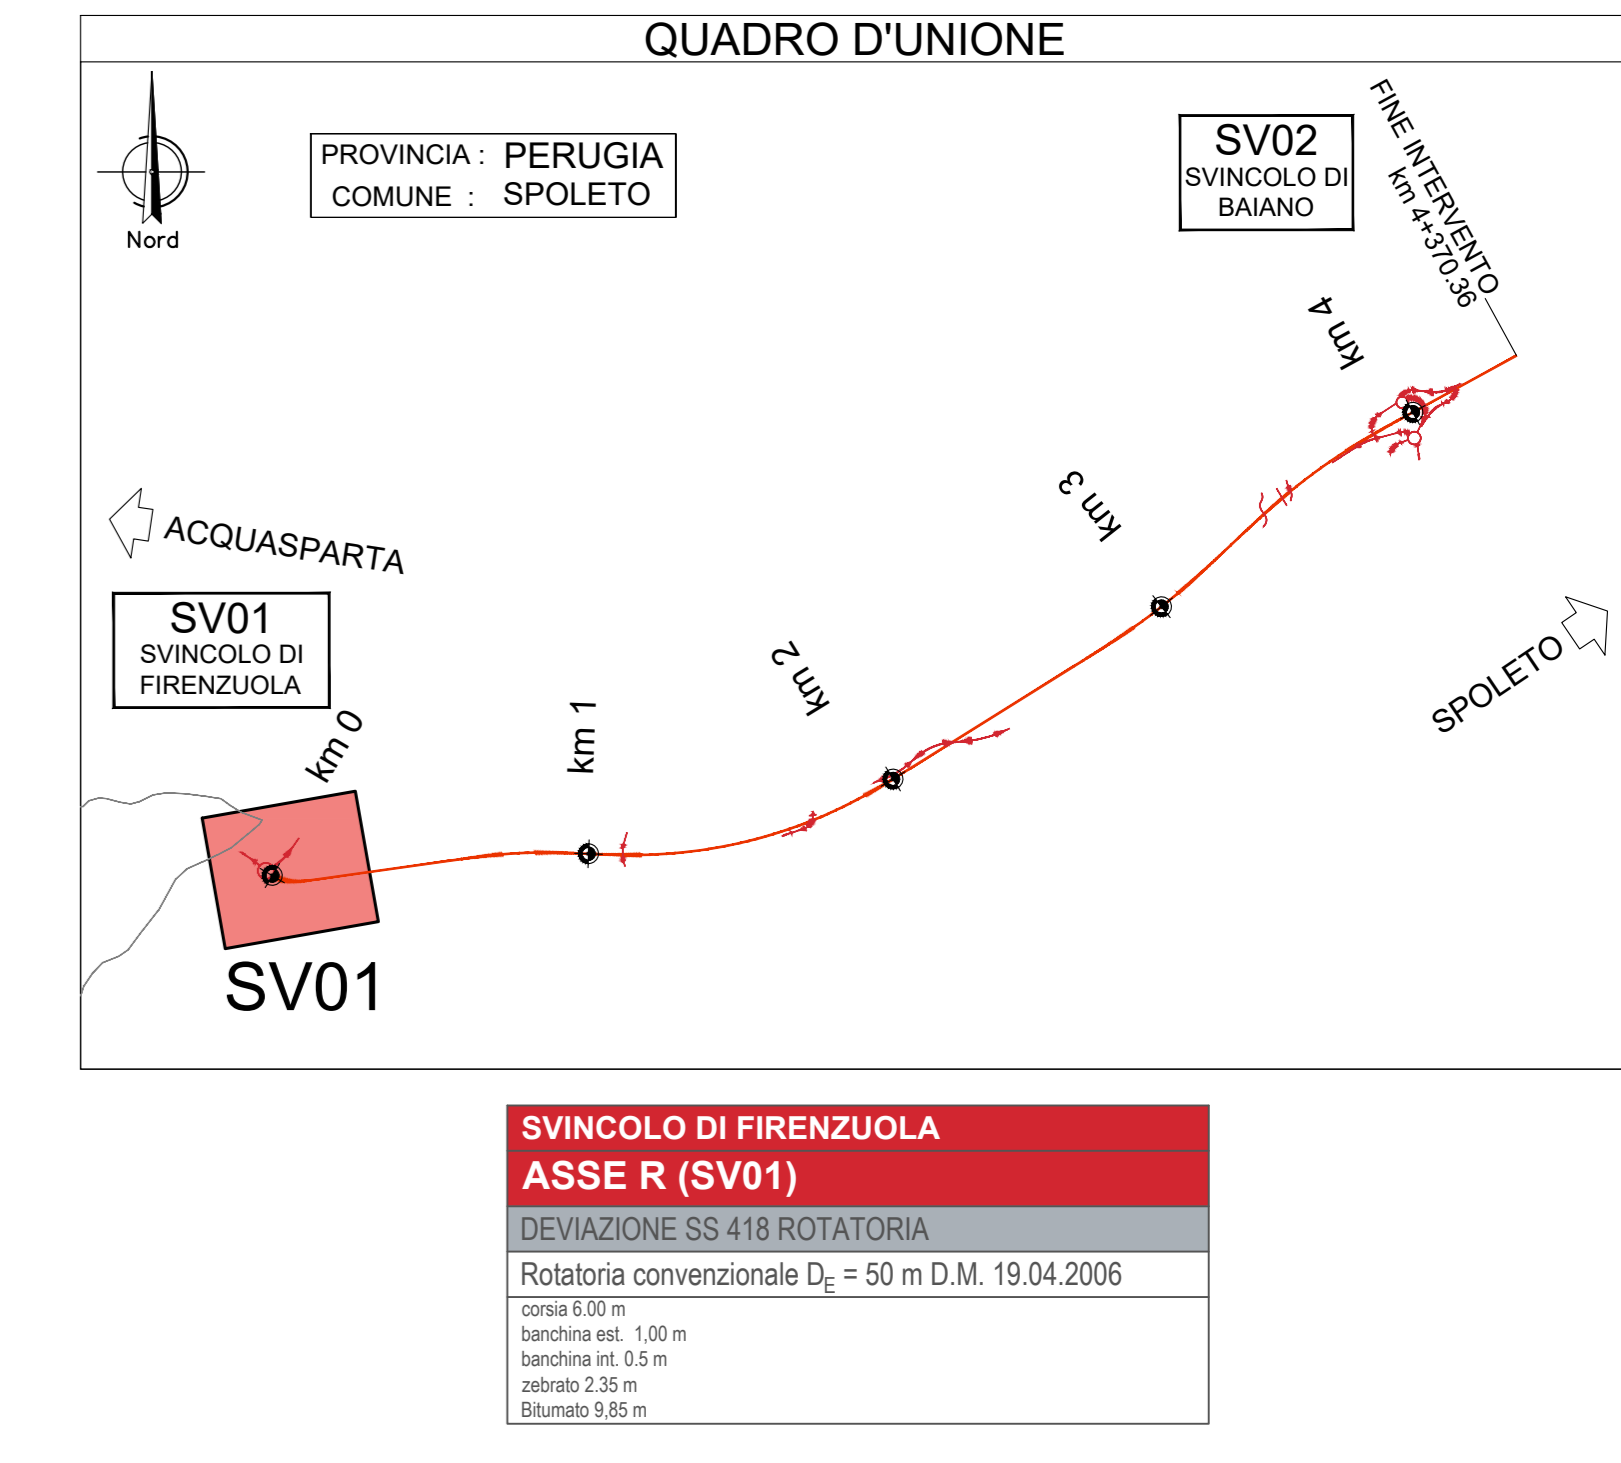 QUADRO D'UNIONE
Nord
PROVINCIA : PERUGIA
COMUNE : SPOLETO
SV02
SVINCOLO DI
BAIANO
FINE INTERVENTO
km 4+370.36
km 4
km 3
ACQUASPARTA
SV01
SVINCOLO DI
FIRENZUOLA
km 0
km 1
km 2
SPOLETO
SV01
SVINCOLO DI FIRENZUOLA
ASSE R (SV01)
DEVIAZIONE SS 418 ROTATORIA
Rotatoria convenzionale DE = 50 m D.M. 19.04.2006
corsia 6.00 m
banchina est. 1,00 m
banchina int. 0.5 m
zebrato 2.35 m
Bitumato 9,85 m